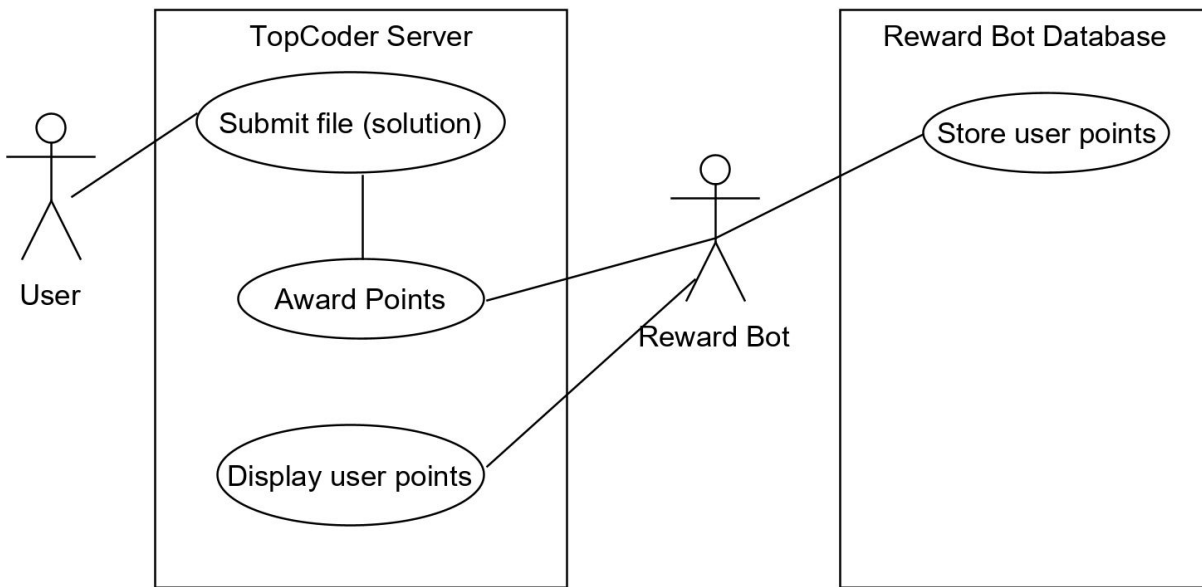 TopCoder Server
Reward Bot Database
Submit file (solution)
Store user points
User
Award Points
Reward Bot
Display user points